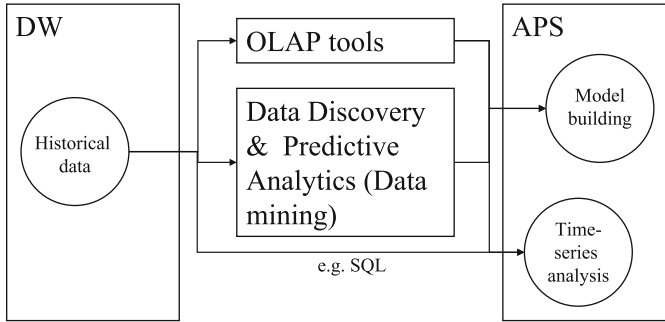 DW
OLAP tools
APS
Historical
data
Data Discovery
& Predictive
Analytics (Data
mining)
Model
building
Time-
series
analysis
e.g. SQL